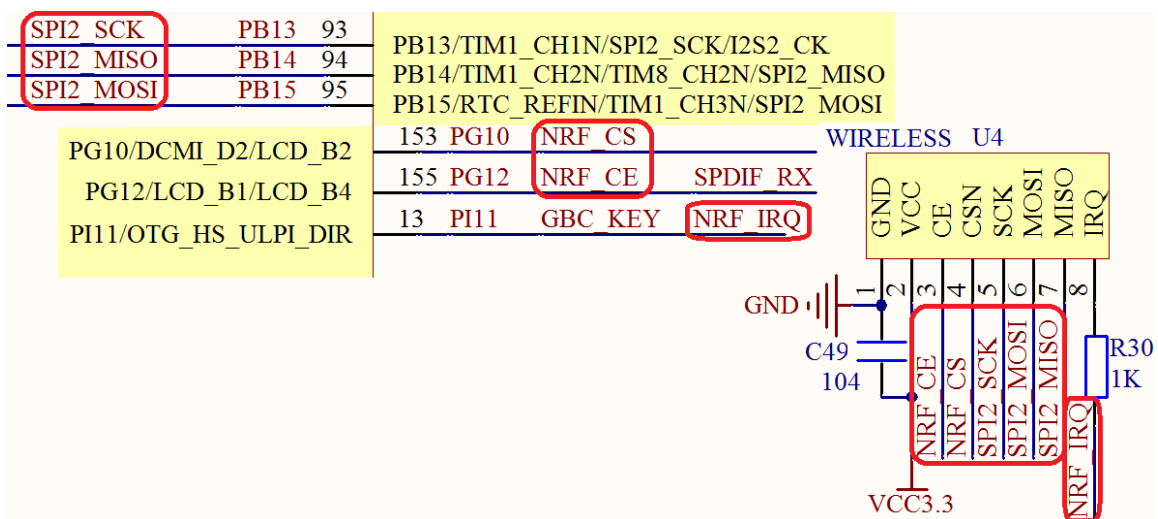 SPI2_SCK PB13 93
SPI2_MISO PB14 94
SPI2_MOSI PB15 95
PB13/TIM1_CH1N/SPI2_SCK/I2S2_CK
PB14/TIM1_CH2N/TIM8_CH2N/SPI2_MISO
PB15/RTC_REFIN/TIM1_CH3N/SPI2_MOSI
PG10/DCMI_D2/LCD_B2
PG12/LCD_B1/LCD_B4
PI11/OTG_HS_ULPI_DIR
153 PG10 NRF_CS
155 PG12 NRF_CE SPDIF_RX
13 PI11 GBC_KEY NRF_IRQ
WIRELESS U4
GND
VCC
CE
CSN
SCK
MOSI
MISO
IRQ
1
2
3
4
5
6
7
8
GND
C49
104
NRF_CE
NRF_CS
SPI2_SCK
SPI2_MOSI
SPI2_MISO
NRF_IRQ
R30
1K
VCC3.3